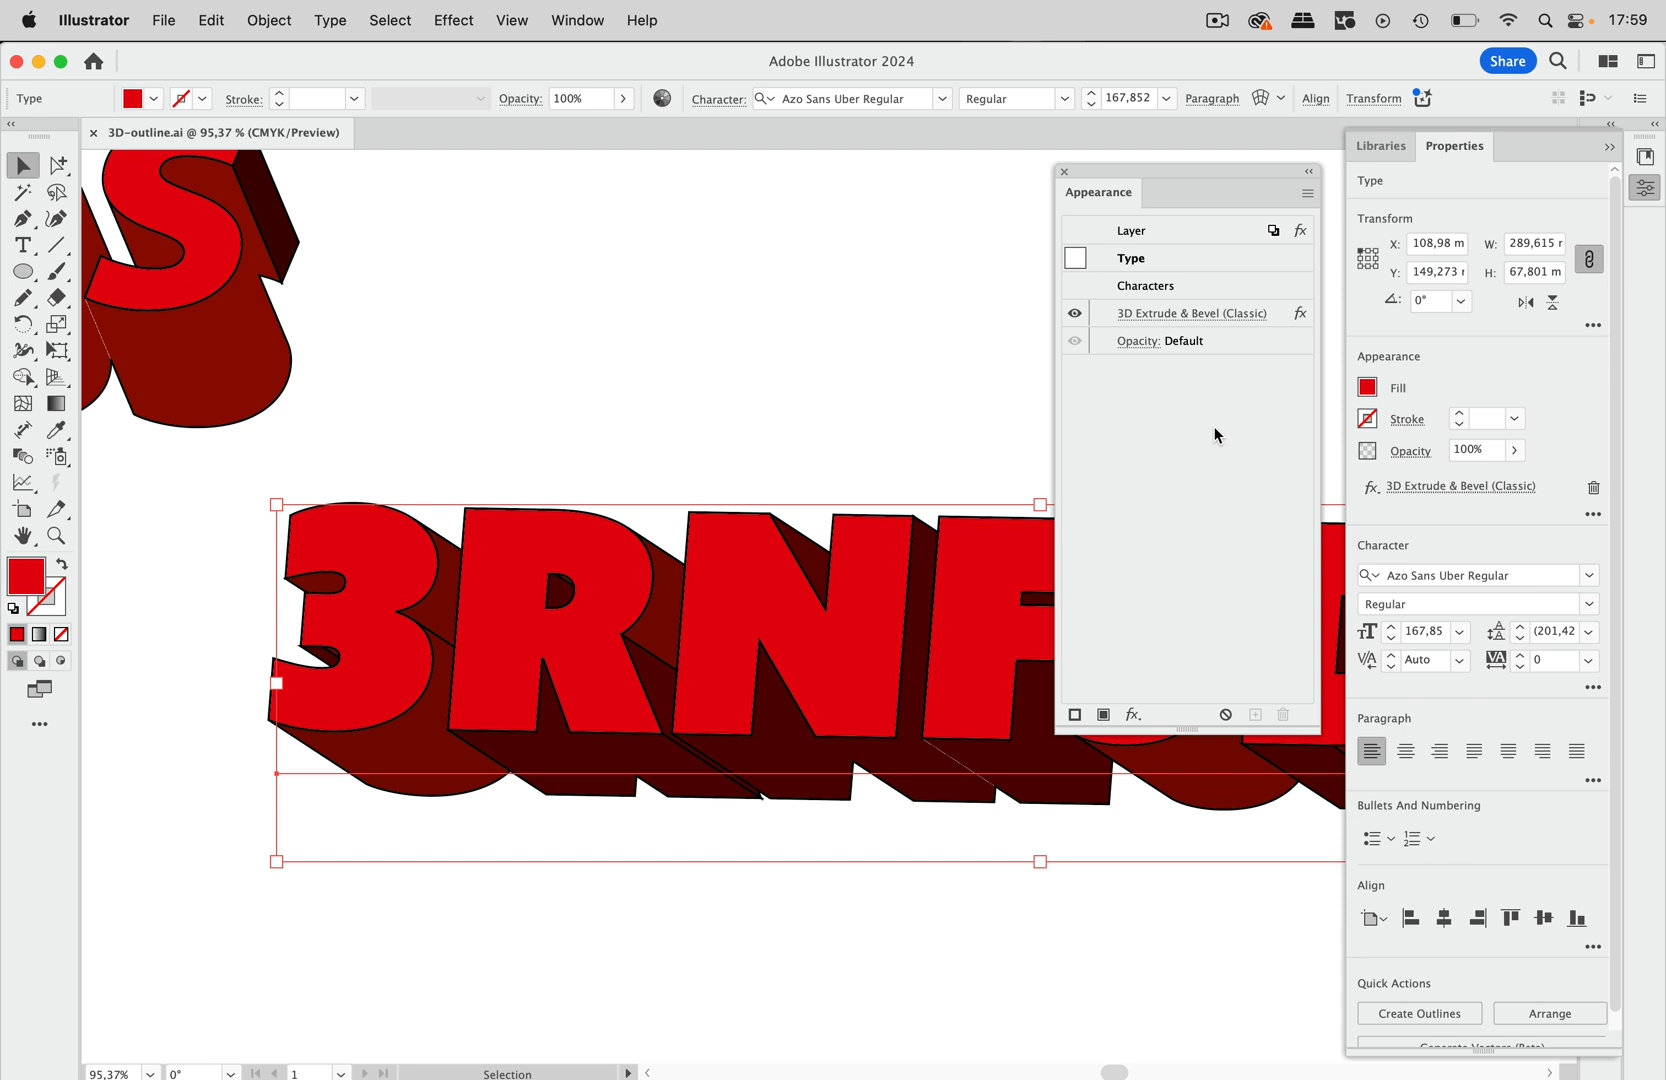 Illustrator File Edit Object Type Select Effect View Window Help 17:59
Adobe Illustrator 2024
Share
Type Stroke: Opacity: 100% Character: Azo Sans Uber Regular Regular 167,852 Paragraph Align Transform
3D-outline.ai @ 95,37 % (CMYK/Preview)
Libraries Properties
Type
Transform
X: 108,98 m W: 289,615 r
Y: 149,273 H: 67,801 m
0°
Appearance
Fill
Stroke
Opacity 100%
fx. 3D Extrude & Bevel (Classic)
Character
Azo Sans Uber Regular
Regular
167,85 (201,42
Auto 0
Paragraph
Bullets And Numbering
Align
Quick Actions
Create Outlines Arrange
Appearance
Layer fx
Type
Characters
3D Extrude & Bevel (Classic) fx
Opacity: Default
fx.
S
3RNF
95,37% 0° 1 Selection